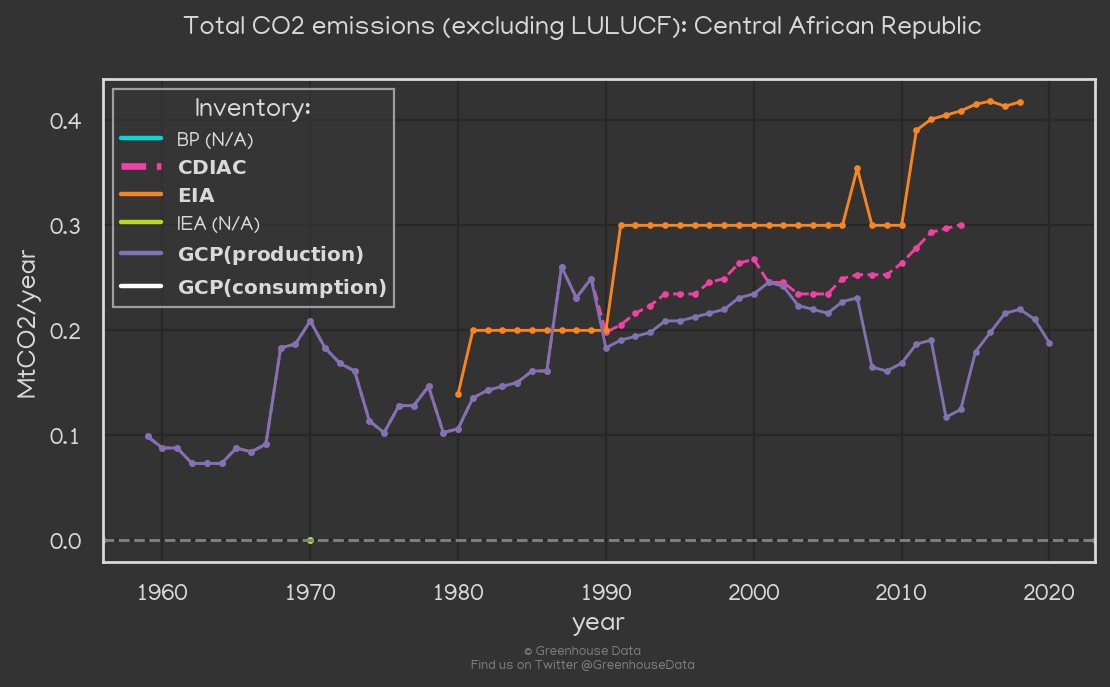 Total CO2 emissions (excluding LULUCF): Central African Republic
Inventory:
BP (N/A)
CDIAC
EIA
IEA (N/A)
GCP(production)
GCP(consumption)
MtCO2/year
0.4
0.3
0.2
0.1
0.0
1960 1970 1980 1990 2000 2010 2020
year
© Greenhouse Data
Find us on Twitter @GreenhouseData